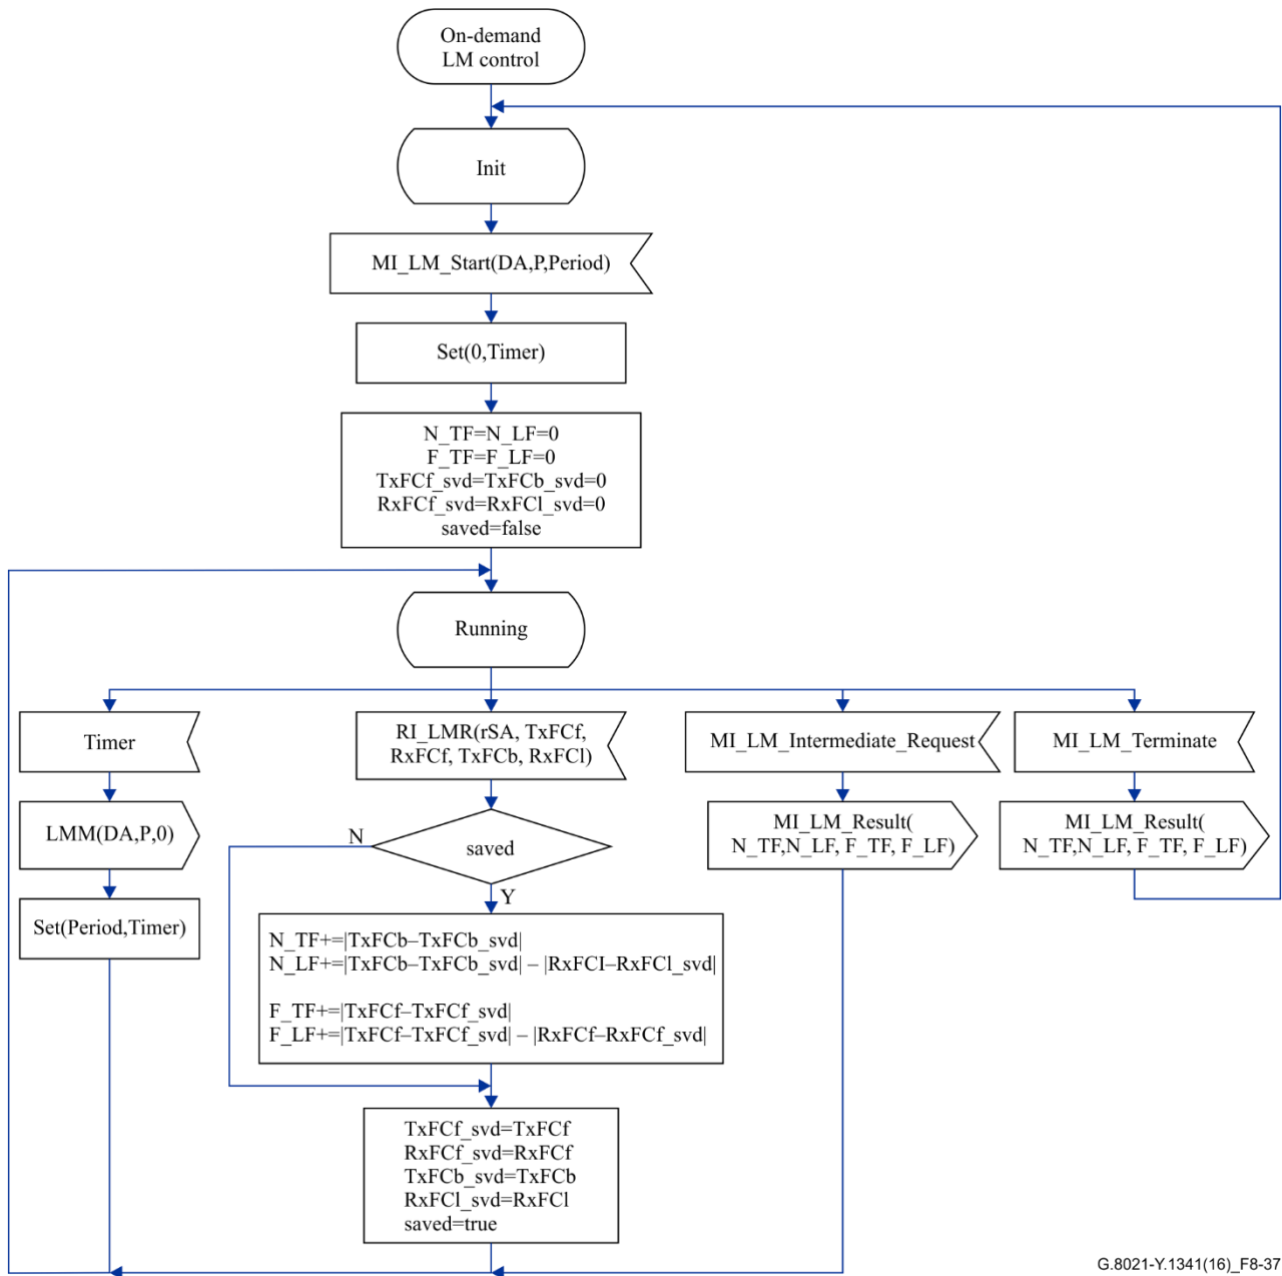 On-demand
LM control
Init
MI_LM_Start(DA,P,Period)
Set(0,Timer)
N_TF=N_LF=0
F_TF=F_LF=0
TxFCf_svd=TxFCb_svd=0
RxFCf_svd=RxFCl_svd=0
saved=false
Running
Timer
LMM(DA,P,0)
Set(Period,Timer)
RI_LMR(rSA, TxFCf,
RxFCf, TxFCb, RxFCl)
saved
N
Y
N_TF+=|TxFCb–TxFCb_svd|
N_LF+=|TxFCb–TxFCb_svd| – |RxFCI–RxFCl_svd|
F_TF+=|TxFCf–TxFCf_svd|
F_LF+=|TxFCf–TxFCf_svd| – |RxFCf–RxFCf_svd|
TxFCf_svd=TxFCf
RxFCf_svd=RxFCf
TxFCb_svd=TxFCb
RxFCl_svd=RxFCl
saved=true
MI_LM_Intermediate_Request
MI_LM_Result(
N_TF,N_LF, F_TF, F_LF)
MI_LM_Terminate
MI_LM_Result(
N_TF,N_LF, F_TF, F_LF)
G.8021-Y.1341(16)_F8-37